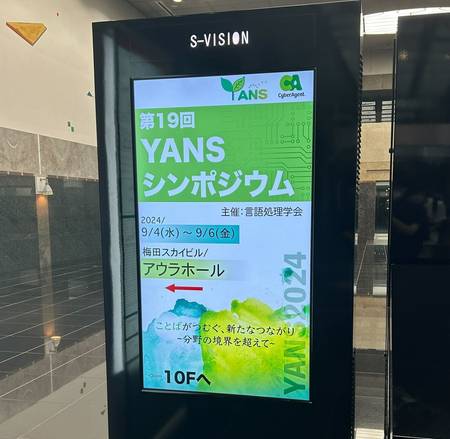 S-VISION
YANS
CA
CyberAgent
第19回
YANS
シンポジウム
主催:言語処理学会
2024/
9/4(水) ～ 9/6(金)
梅田スカイビル/
アウラホール
YANS2024
ことばがつむぐ、新たなつながり
~分野の境界を超えて~
10Fへ